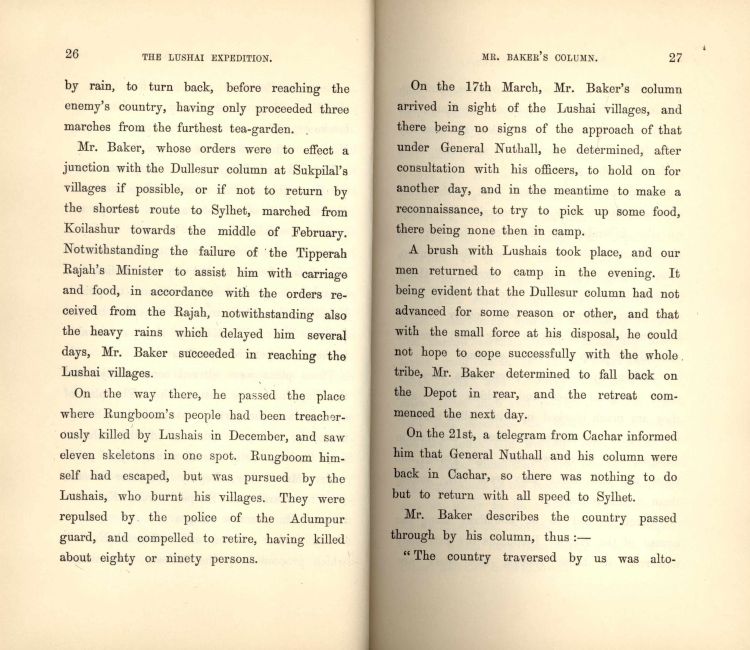 26
THE LUSHAI EXPEDITION.
by rain, to turn back, before reaching the
enemy's country, having only proceeded three
marches from the furthest tea-garden.
Mr. Baker, whose orders were to effect a
junction with the Dullesur column at Sukpilal's
villages if possible, or if not to return by
the shortest route to Sylhet, marched from
Koilashur towards the middle of February.
Notwithstanding the failure of the Tipperah
Rajah's Minister to assist him with carriage
and food, in accordance with the orders re-
ceived from the Rajah, notwithstanding also
the heavy rains which delayed him several
days, Mr. Baker succeeded in reaching the
Lushai villages.
On the way there, he passed the place
where Rungboom's people had been treacher-
ously killed by Lushais in December, and saw
eleven skeletons in one spot. Rungboom him-
self had escaped, but was pursued by the
Lushais, who burnt his villages. They were
repulsed by the police of the Adumpur
guard, and compelled to retire, having killed
about eighty or ninety persons.
MR. BAKER'S COLUMN.
27
On the 17th March, Mr. Baker's column
arrived in sight of the Lushai villages, and
there being no signs of the approach of that
under General Nuthall, he determined, after
consultation with his officers, to hold on for
another day, and in the meantime to make a
reconnaissance, to try to pick up some food,
there being none then in camp.
A brush with Lushais took place, and our
men returned to camp in the evening. It
being evident that the Dullesur column had not
advanced for some reason or other, and that
with the small force at his disposal, he could
not hope to cope successfully with the whole
tribe, Mr. Baker determined to fall back on
the Depot in rear, and the retreat com-
menced the next day.
On the 21st, a telegram from Cachar informed
him that General Nuthall and his column were
back in Cachar, so there was nothing to do
but to return with all speed to Sylhet.
Mr. Baker describes the country passed
through by his column, thus :—
"The country traversed by us was alto-